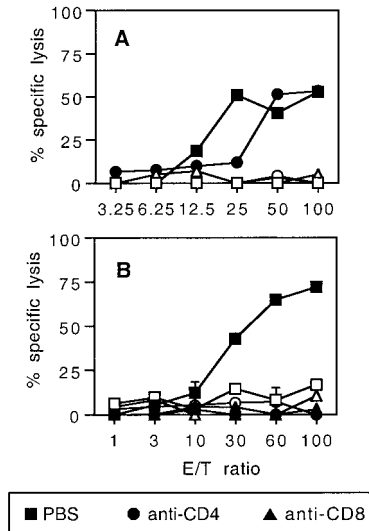 A
% specific lysis
100
75
50
25
0
3.25 6.25 12.5 25 50 100
B
% specific lysis
100
75
50
25
0
1 3 10 30 60 100
E/T ratio
PBS anti-CD4 anti-CD8